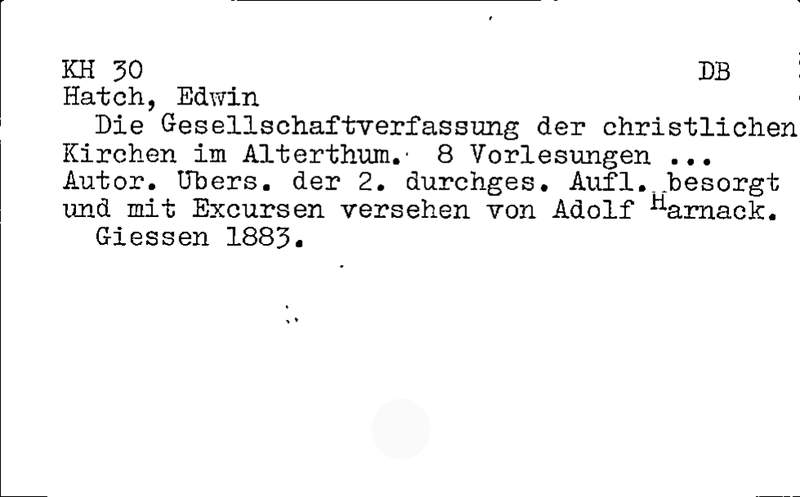 KH 30 DB
Hatch, Edwin
Die Gesellschaftverfassung der christlichen
Kirchen im Alterthum. 8 Vorlesungen ...
Autor. Ubers. der 2. durchges. Aufl. besorgt
und mit Excursen versehen von Adolf Harnack.
Giessen 1883.